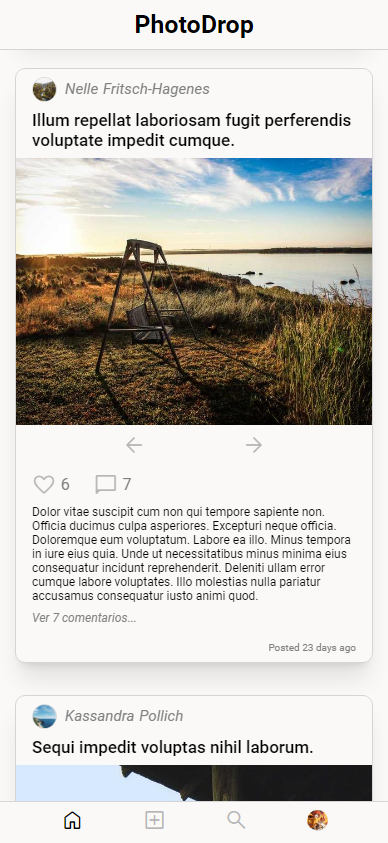 PhotoDrop
Nelle Fritsch-Hagenes
Illum repellat laboriosam fugit perferendis
voluptate impedit cumque.
6
7
Dolor vitae suscipit cum non qui tempore sapiente non.
Officia ducimus culpa asperiores. Excepturi neque officia.
Doloremque eum voluptatum. Labore ea illo. Minus tempora
in iure eius quia. Unde ut necessitatibus minus minima eius
consequatur incidunt reprehenderit. Deleniti ullam error
cumque labore voluptates. Illo molestias nulla pariatur
accusamus consequatur iusto animi quod.
Ver 7 comentarios...
Posted 23 days ago
Kassandra Pollich
Sequi impedit voluptas nihil laborum.